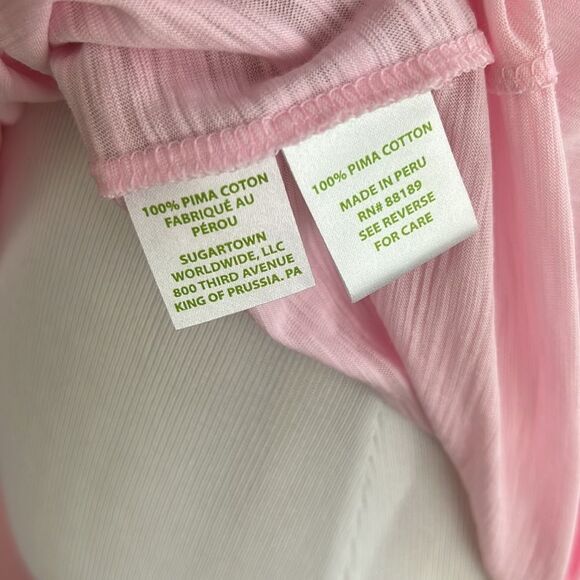 100% PIMA COTON
FABRIQUÉ AU
PÉROU
SUGARTOWN
WORLDWIDE, LLC
800 THIRD AVENUE
KING OF PRUSSIA. PA
100% PIMA COTTON
MADE IN PERU
RN# 88189
SEE REVERSE
FOR CARE